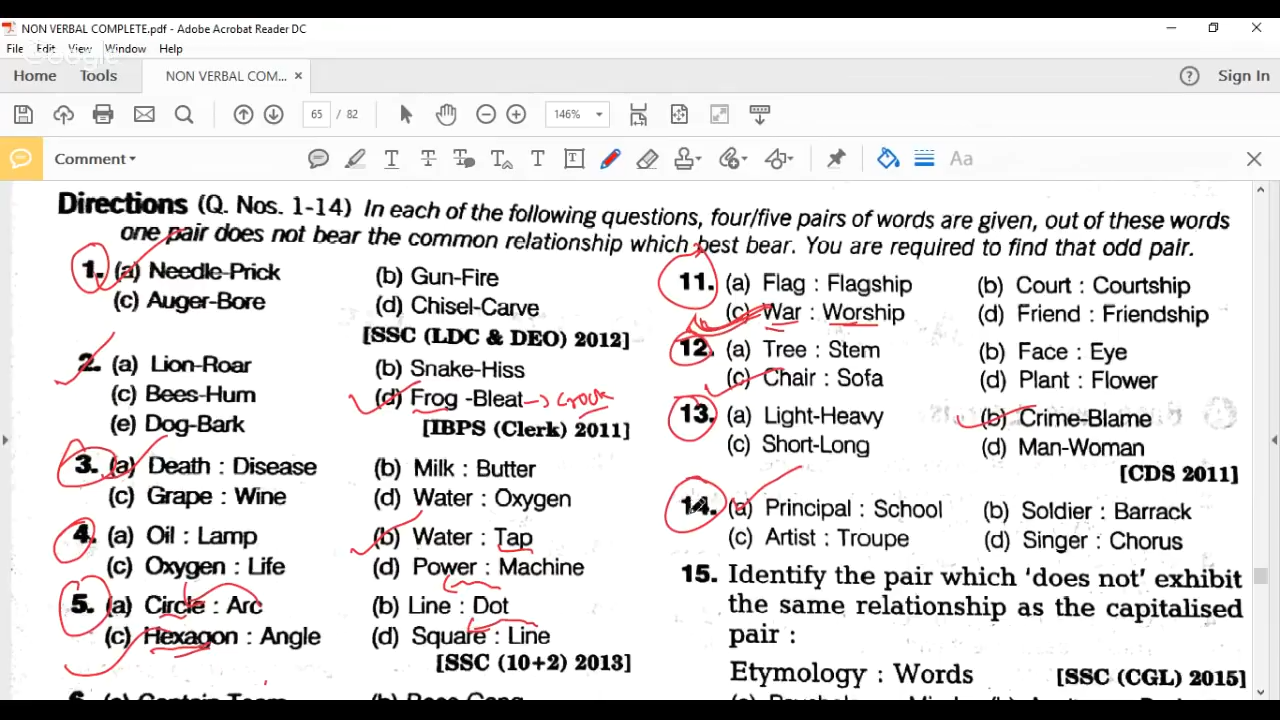 NON VERBAL COMPLETE.pdf - Adobe Acrobat Reader DC
File Edit View Window Help
Home Tools NON VERBAL COM... × Sign In
65 / 82 146%
Comment
Directions (Q. Nos. 1-14) In each of the following questions, four/five pairs of words are given, out of these words
one pair does not bear the common relationship which best bear. You are required to find that odd pair.
1. (a) Needle-Prick (b) Gun-Fire
(c) Auger-Bore (d) Chisel-Carve
[SSC (LDC & DEO) 2012]
2. (a) Lion-Roar (b) Snake-Hiss
(c) Bees-Hum (d) Frog -Bleat → crock
(e) Dog-Bark [IBPS (Clerk) 2011]
3. (a) Death : Disease (b) Milk : Butter
(c) Grape : Wine (d) Water : Oxygen
4. (a) Oil : Lamp (b) Water : Tap
(c) Oxygen : Life (d) Power : Machine
5. (a) Circle : Arc (b) Line : Dot
(c) Hexagon : Angle (d) Square : Line
[SSC (10+2) 2013]
11. (a) Flag : Flagship (b) Court : Courtship
(c) War : Worship (d) Friend : Friendship
12. (a) Tree : Stem (b) Face : Eye
(c) Chair : Sofa (d) Plant : Flower
13. (a) Light-Heavy (b) Crime-Blame
(c) Short-Long (d) Man-Woman
[CDS 2011]
14. (a) Principal : School (b) Soldier : Barrack
(c) Artist : Troupe (d) Singer : Chorus
15. Identify the pair which 'does not' exhibit
the same relationship as the capitalised
pair :
Etymology : Words [SSC (CGL) 2015]